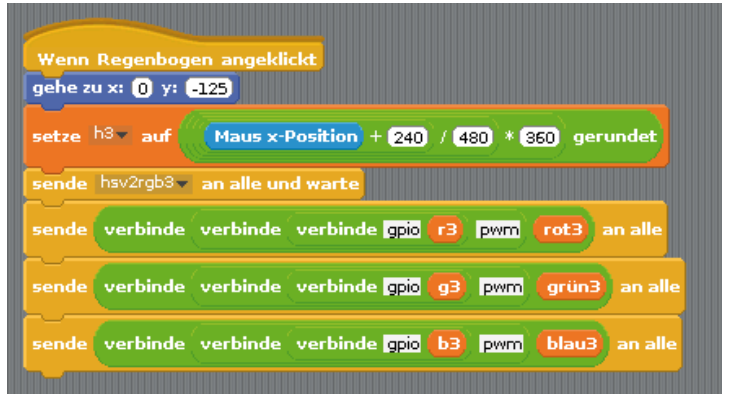 Wenn Regenbogen angeklickt
gehe zu x: 0 y: -125
setze h3 auf Maus x-Position + 240 / 480 * 360 gerundet
sende hsv2rgb3 an alle und warte
sende verbinde verbinde verbinde gpio r3 pwm rot3 an alle
sende verbinde verbinde verbinde gpio g3 pwm grün3 an alle
sende verbinde verbinde verbinde gpio b3 pwm blau3 an alle